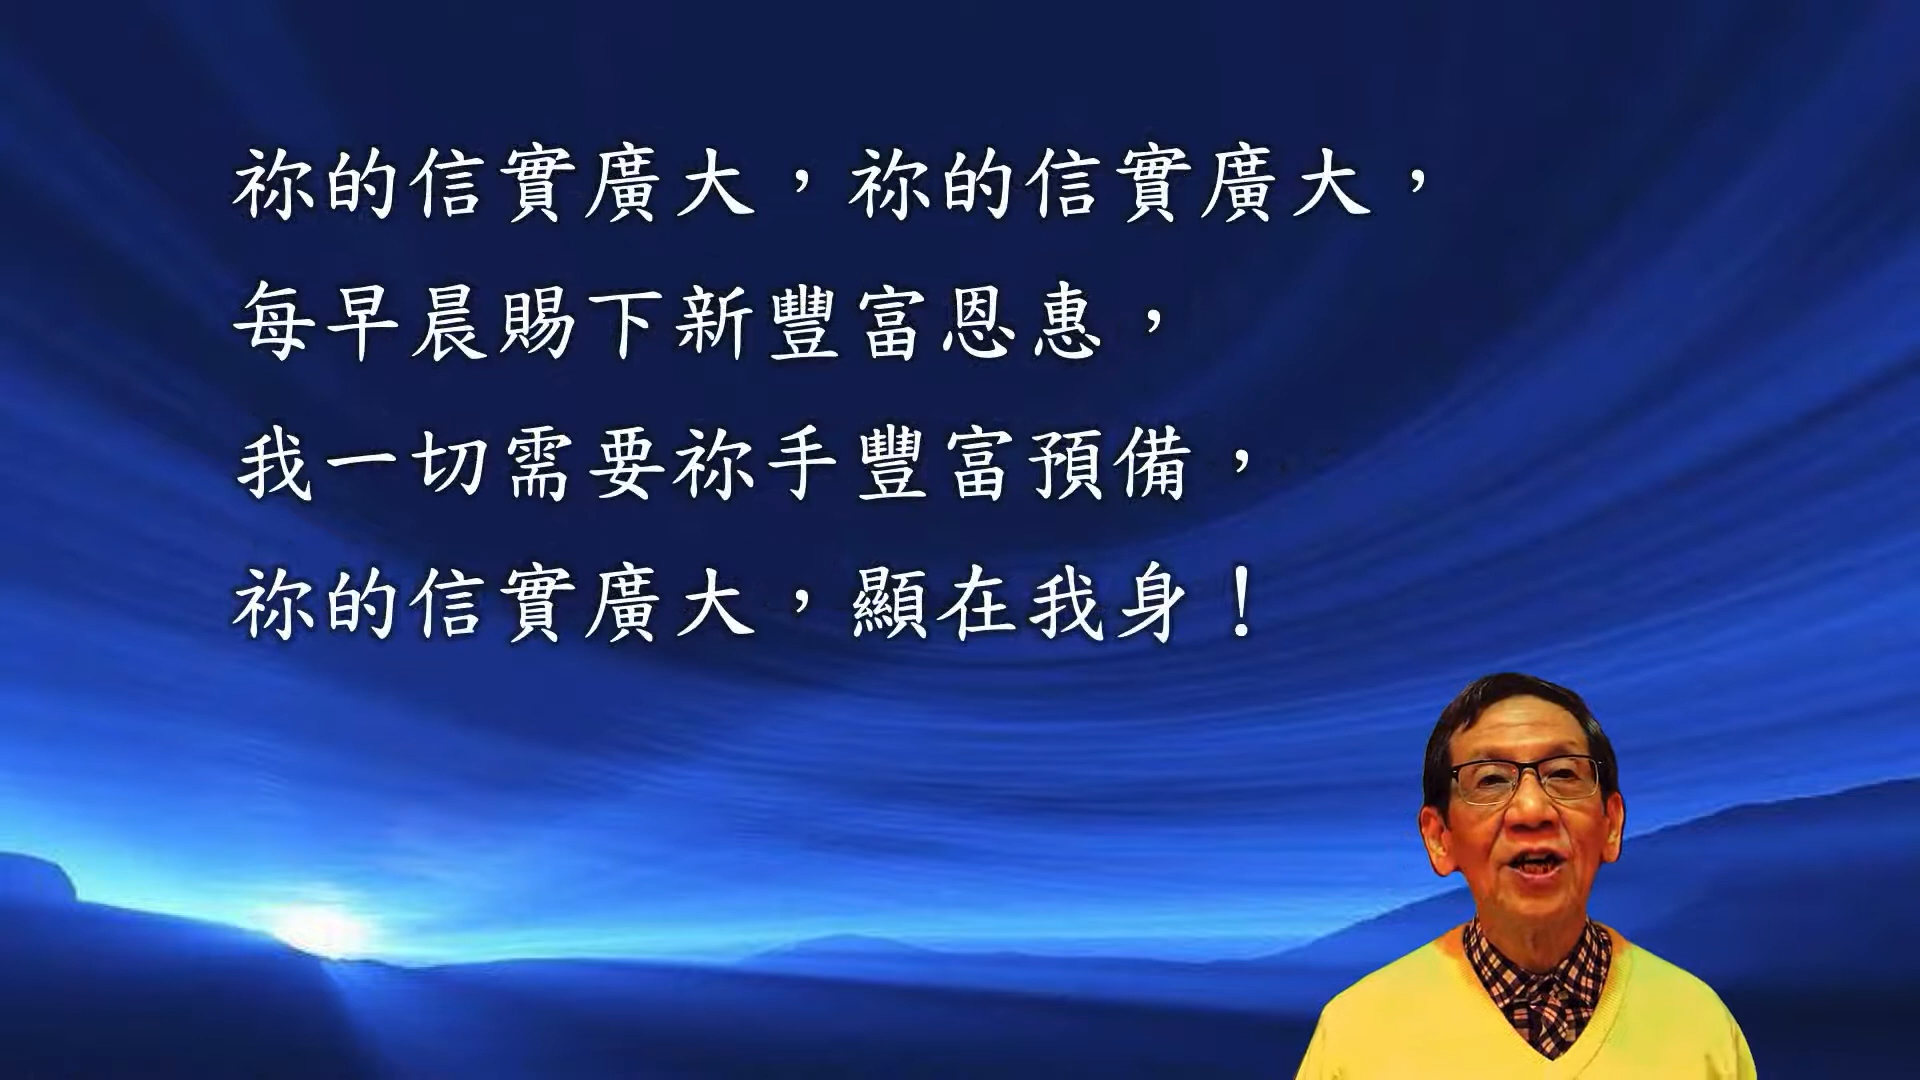 祢的信實廣大，祢的信實廣大，
每早晨賜下新豐富恩惠，
我一切需要祢手豐富預備，
祢的信實廣大，顯在我身！